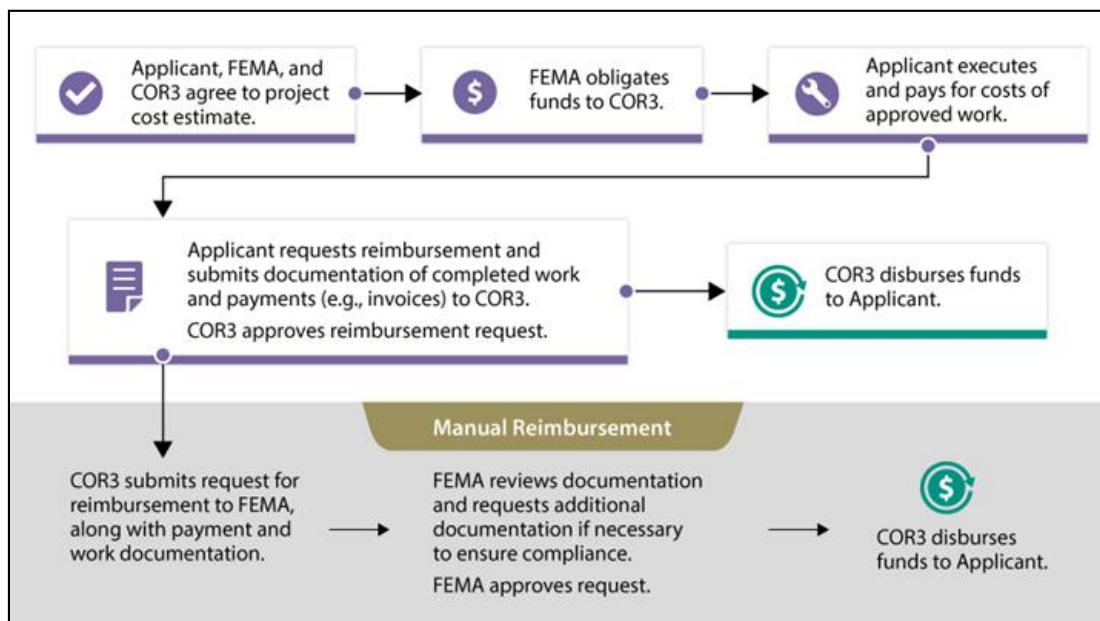 Applicant, FEMA, and
COR3 agree to project
cost estimate.
$
FEMA obligates
funds to COR3.
Applicant executes
and pays for costs of
approved work.
Applicant requests reimbursement and
submits documentation of completed work
and payments (e.g., invoices) to COR3.
COR3 approves reimbursement request.
$
COR3 disburses funds
to Applicant.
Manual Reimbursement
COR3 submits request for
reimbursement to FEMA,
along with payment and
work documentation.
FEMA reviews documentation
and requests additional
documentation if necessary
to ensure compliance.
FEMA approves request.
$
COR3 disburses
funds to Applicant.